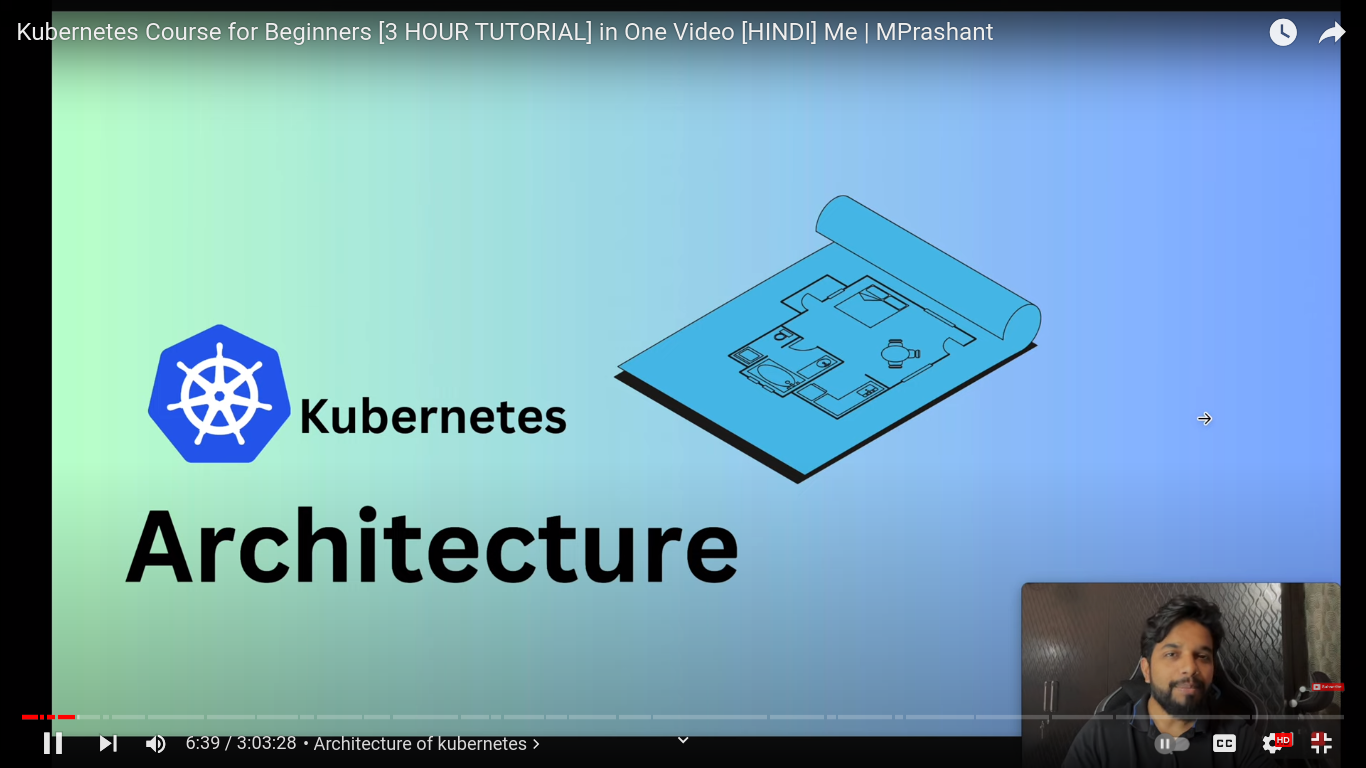 Kubernetes Course for Beginners [3 HOUR TUTORIAL] in One Video [HINDI] Me | MPrashant
Kubernetes
Architecture
6:39 / 3:03:28 • Architecture of kubernetes
CC
HD